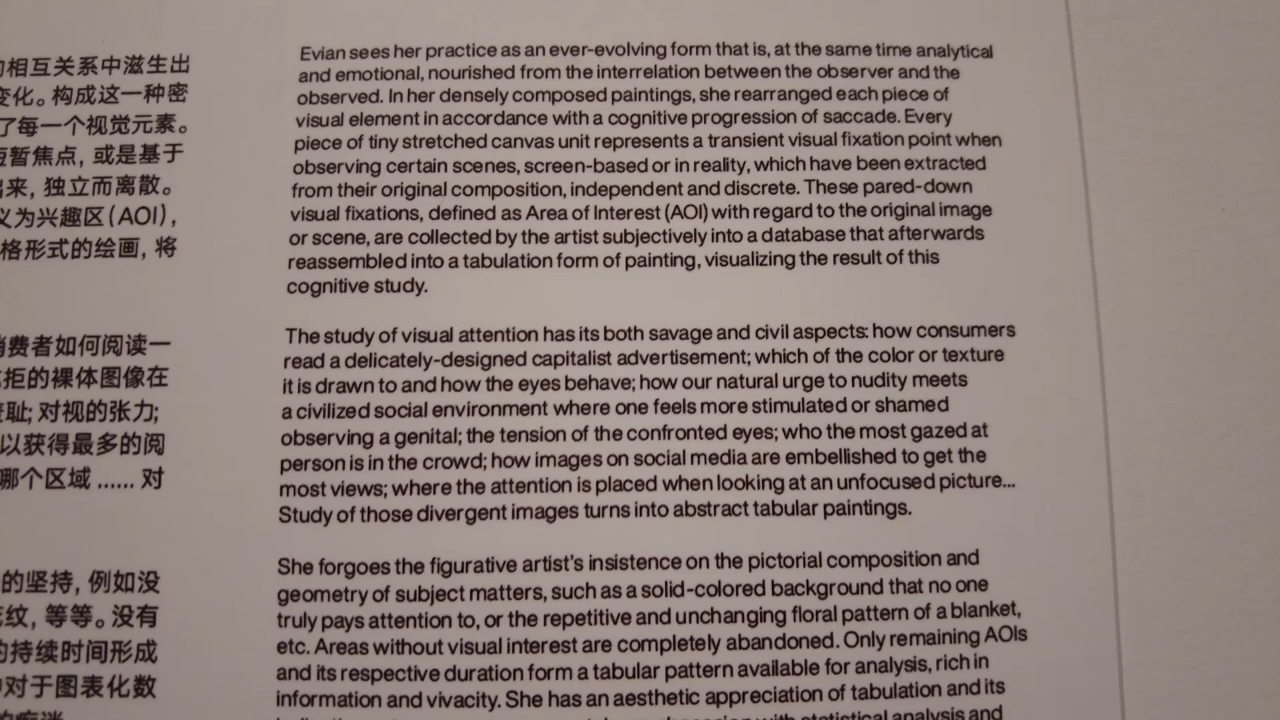 相互关系中滋生出
变化。构成这一种密
了每一个视觉元素。
短暂焦点, 或是基于
出来, 独立而离散。
义为兴趣区(AOI),
格形式的绘画, 将
消费者如何阅读一
抗拒的裸体图像在
羞耻; 对视的张力;
以获得最多的阅
哪个区域 ...... 对
的坚持, 例如没
花纹, 等等。没有
的持续时间形成
对于图表化数
Evian sees her practice as an ever-evolving form that is, at the same time analytical
and emotional, nourished from the interrelation between the observer and the
observed. In her densely composed paintings, she rearranged each piece of
visual element in accordance with a cognitive progression of saccade. Every
piece of tiny stretched canvas unit represents a transient visual fixation point when
observing certain scenes, screen-based or in reality, which have been extracted
from their original composition, independent and discrete. These pared-down
visual fixations, defined as Area of Interest (AOI) with regard to the original image
or scene, are collected by the artist subjectively into a database that afterwards
reassembled into a tabulation form of painting, visualizing the result of this
cognitive study.
The study of visual attention has its both savage and civil aspects: how consumers
read a delicately-designed capitalist advertisement; which of the color or texture
it is drawn to and how the eyes behave; how our natural urge to nudity meets
a civilized social environment where one feels more stimulated or shamed
observing a genital; the tension of the confronted eyes; who the most gazed at
person is in the crowd; how images on social media are embellished to get the
most views; where the attention is placed when looking at an unfocused picture...
Study of those divergent images turns into abstract tabular paintings.
She forgoes the figurative artist's insistence on the pictorial composition and
geometry of subject matters, such as a solid-colored background that no one
truly pays attention to, or the repetitive and unchanging floral pattern of a blanket,
etc. Areas without visual interest are completely abandoned. Only remaining AOIs
and its respective duration form a tabular pattern available for analysis, rich in
information and vivacity. She has an aesthetic appreciation of tabulation and its
with statistical analysis and